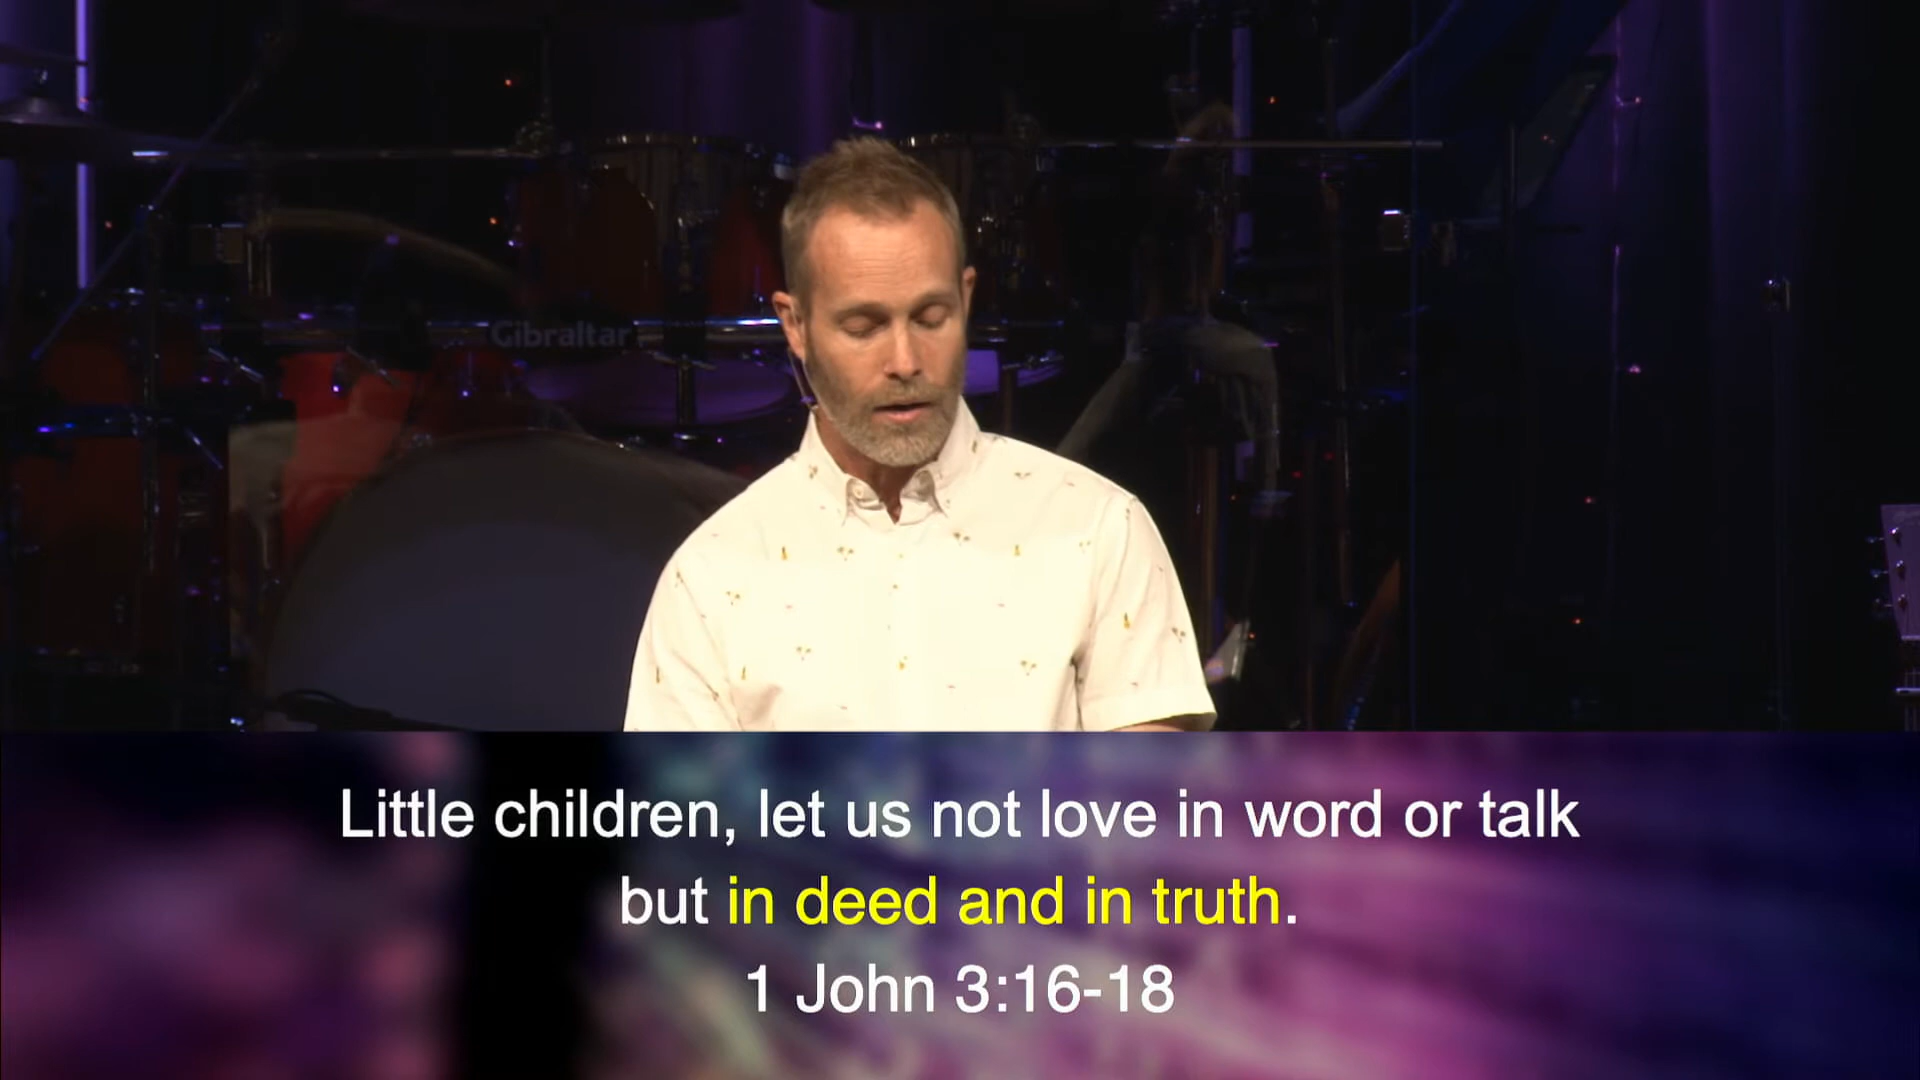 Gibraltar
Little children, let us not love in word or talk
but in deed and in truth.
1 John 3:16-18